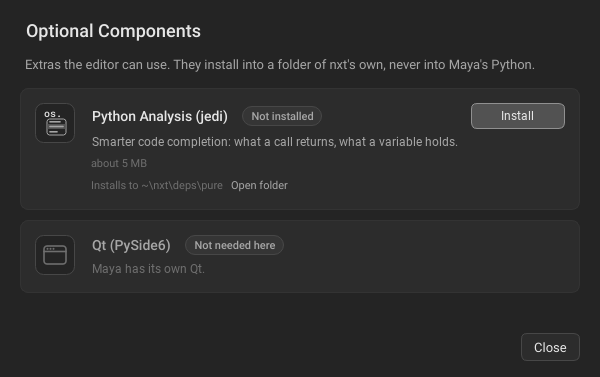 Optional Components
Extras the editor can use. They install into a folder of nxt's own, never into Maya's Python.
os.
Python Analysis (jedi) Not installed Install
Smarter code completion: what a call returns, what a variable holds.
about 5 MB
Installs to ~\nxt\deps\pure Open folder
Qt (PySide6) Not needed here
Maya has its own Qt.
Close